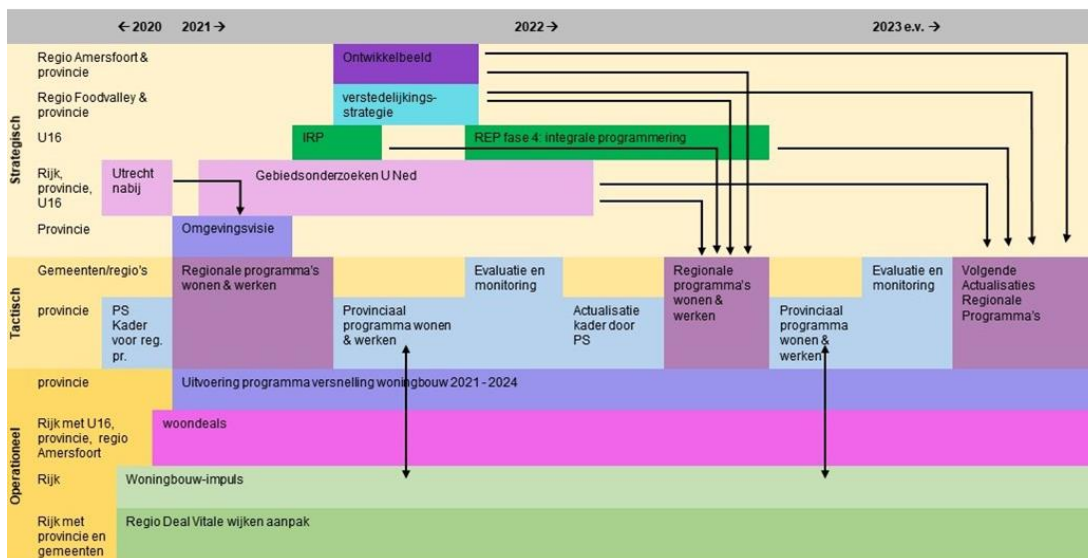 ← 2020 2021 → 2022 → 2023 e.v. →
Strategisch
Regio Amersfoort &
provincie
Ontwikkelbeeld
Regio Foodvalley &
provincie
verstedelijkings-
strategie
U16
IRP
REP fase 4: integrale programmering
Rijk,
provincie,
U16
Utrecht
nabij
Gebiedsonderzoeken U Ned
Provincie
Omgevingsvisie
Tactisch
Gemeenten/regio's
Regionale programma's
wonen & werken
Evaluatie en
monitoring
Regionale
programma's
wonen &
werken
Evaluatie en
monitoring
Volgende
Actualisaties
Regionale
Programma's
provincie
PS
Kader
voor reg.
pr.
Provinciaal
programma wonen
& werken
Actualisatie
kader door
PS
Provinciaal
programma
wonen &
werken
Operationeel
provincie
Uitvoering programma versnelling woningbouw 2021 - 2024
Rijk met U16,
provincie, regio
Amersfoort
woondeals
Rijk
Woningbouw-impuls
Rijk met
provincie en
gemeenten
Regio Deal Vitale wijken aanpak